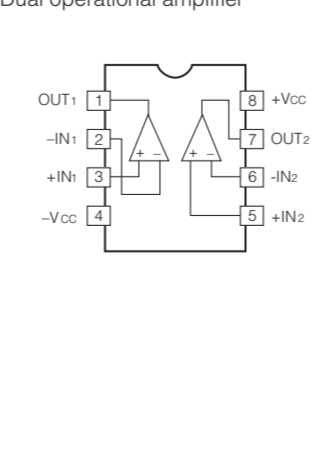 Dual operational amplifier
OUT1 1 8 +VCC
–IN1 2 7 OUT2
+ – + –
+IN1 3 6 -IN2
–VCC 4 5 +IN2